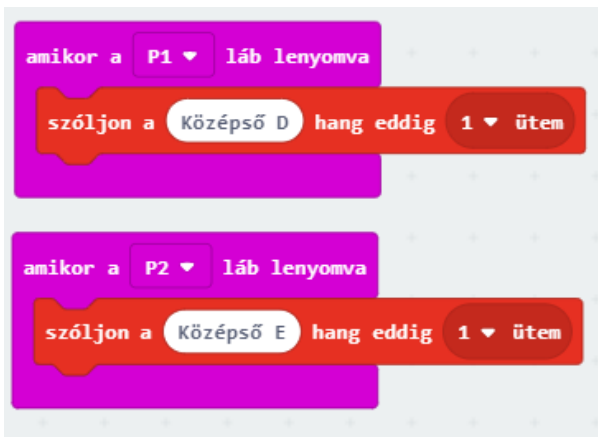 amikor a P1 láb lenyomva
szóljon a Középső D hang eddig 1 ütem
amikor a P2 láb lenyomva
szóljon a Középső E hang eddig 1 ütem